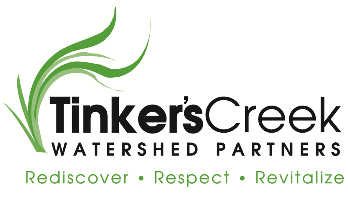 Tinker'sCreek
WATERSHED PARTNERS
Rediscover • Respect • Revitalize